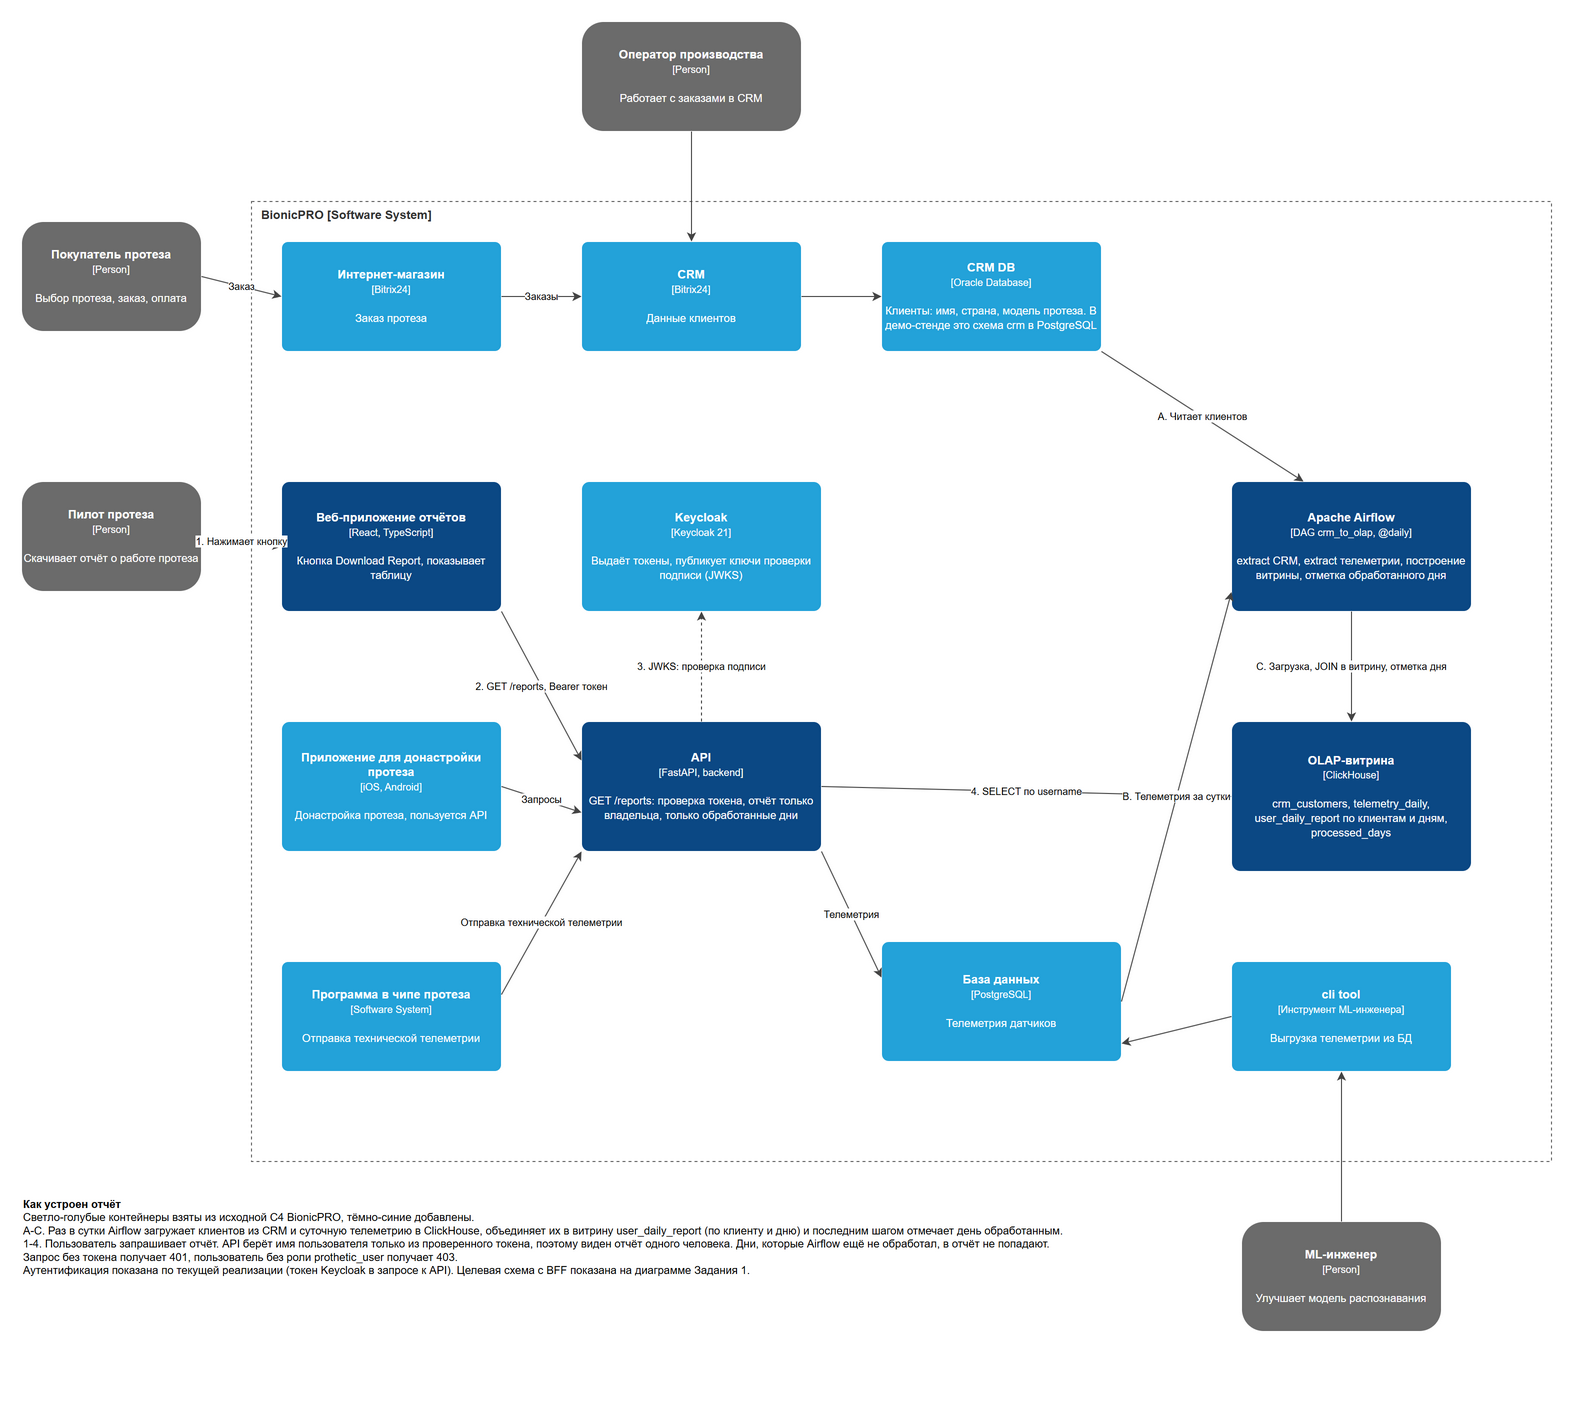 Оператор производства
[Person]
Работает с заказами в CRM
BionicPRO [Software System]
Покупатель протеза
[Person]
Выбор протеза, заказ, оплата
Заказ
Интернет-магазин
[Bitrix24]
Заказ протеза
Заказы
CRM
[Bitrix24]
Данные клиентов
CRM DB
[Oracle Database]
Клиенты: имя, страна, модель протеза. В
демо-стенде это схема crm в PostgreSQL
A. Читает клиентов
Пилот протеза
[Person]
Скачивает отчёт о работе протеза
1. Нажимает кнопку
Веб-приложение отчётов
[React, TypeScript]
Кнопка Download Report, показывает
таблицу
Keycloak
[Keycloak 21]
Выдаёт токены, публикует ключи проверки
подписи (JWKS)
Apache Airflow
[DAG crm_to_olap, @daily]
extract CRM, extract телеметрии, построение
витрины, отметка обработанного дня
2. GET /reports, Bearer токен
3. JWKS: проверка подписи
C. Загрузка, JOIN в витрину, отметка дня
Приложение для донастройки
протеза
[iOS, Android]
Донастройка протеза, пользуется API
Запросы
API
[FastAPI, backend]
GET /reports: проверка токена, отчёт только
владельца, только обработанные дни
4. SELECT по username
B. Телеметрия за сутки
OLAP-витрина
[ClickHouse]
crm_customers, telemetry_daily,
user_daily_report по клиентам и дням,
processed_days
Отправка технической телеметрии
Телеметрия
Программа в чипе протеза
[Software System]
Отправка технической телеметрии
База данных
[PostgreSQL]
Телеметрия датчиков
cli tool
[Инструмент ML-инженера]
Выгрузка телеметрии из БД
Как устроен отчёт
Светло-голубые контейнеры взяты из исходной C4 BionicPRO, тёмно-синие добавлены.
A-C. Раз в сутки Airflow загружает клиентов из CRM и суточную телеметрию в ClickHouse, объединяет их в витрину user_daily_report (по клиенту и дню) и последним шагом отмечает день обработанным.
1-4. Пользователь запрашивает отчёт. API берёт имя пользователя только из проверенного токена, поэтому виден отчёт одного человека. Дни, которые Airflow ещё не обработал, в отчёт не попадают.
Запрос без токена получает 401, пользователь без роли prothetic_user получает 403.
Аутентификация показана по текущей реализации (токен Keycloak в запросе к API). Целевая схема с BFF показана на диаграмме Задания 1.
ML-инженер
[Person]
Улучшает модель распознавания